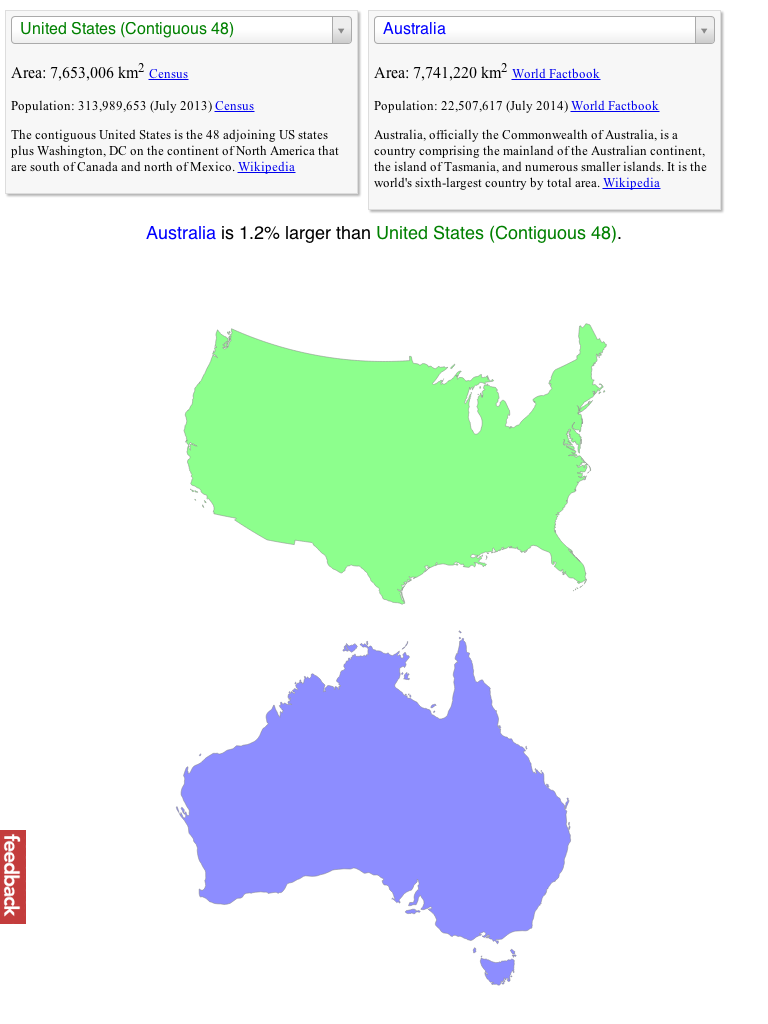 United States (Contiguous 48)
Area: 7,653,006 km2 Census
Population: 313,989,653 (July 2013) Census
The contiguous United States is the 48 adjoining US states
plus Washington, DC on the continent of North America that
are south of Canada and north of Mexico. Wikipedia
Australia
Area: 7,741,220 km2 World Factbook
Population: 22,507,617 (July 2014) World Factbook
Australia, officially the Commonwealth of Australia, is a
country comprising the mainland of the Australian continent,
the island of Tasmania, and numerous smaller islands. It is the
world's sixth-largest country by total area. Wikipedia
Australia is 1.2% larger than United States (Contiguous 48).
feedback